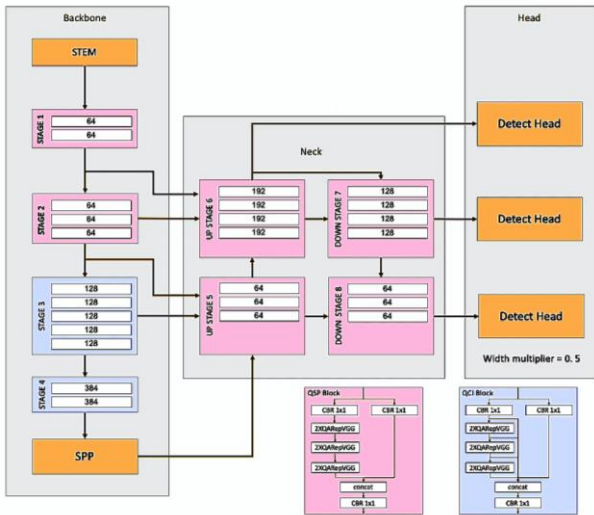 Backbone
Head
STEM
STAGE 1
64
64
STAGE 2
64
64
64
STAGE 3
128
128
128
128
128
STAGE 4
384
384
SPP
Neck
UP STAGE 6
192
192
192
192
DOWN STAGE 7
128
128
128
128
UP STAGE 5
64
64
64
DOWN STAGE 8
64
64
64
Detect Head
Detect Head
Detect Head
Width multiplier = 0. 5
QSP Block
CBR 1x1
CBR 1x1
2XQARepVGG
2XQARepVGG
2XQARepVGG
concat
CBR 1x1
QCI Block
CBR 1x1
CBR 1x1
2XQARepVGG
2XQARepVGG
2XQARepVGG
concat
CBR 1x1